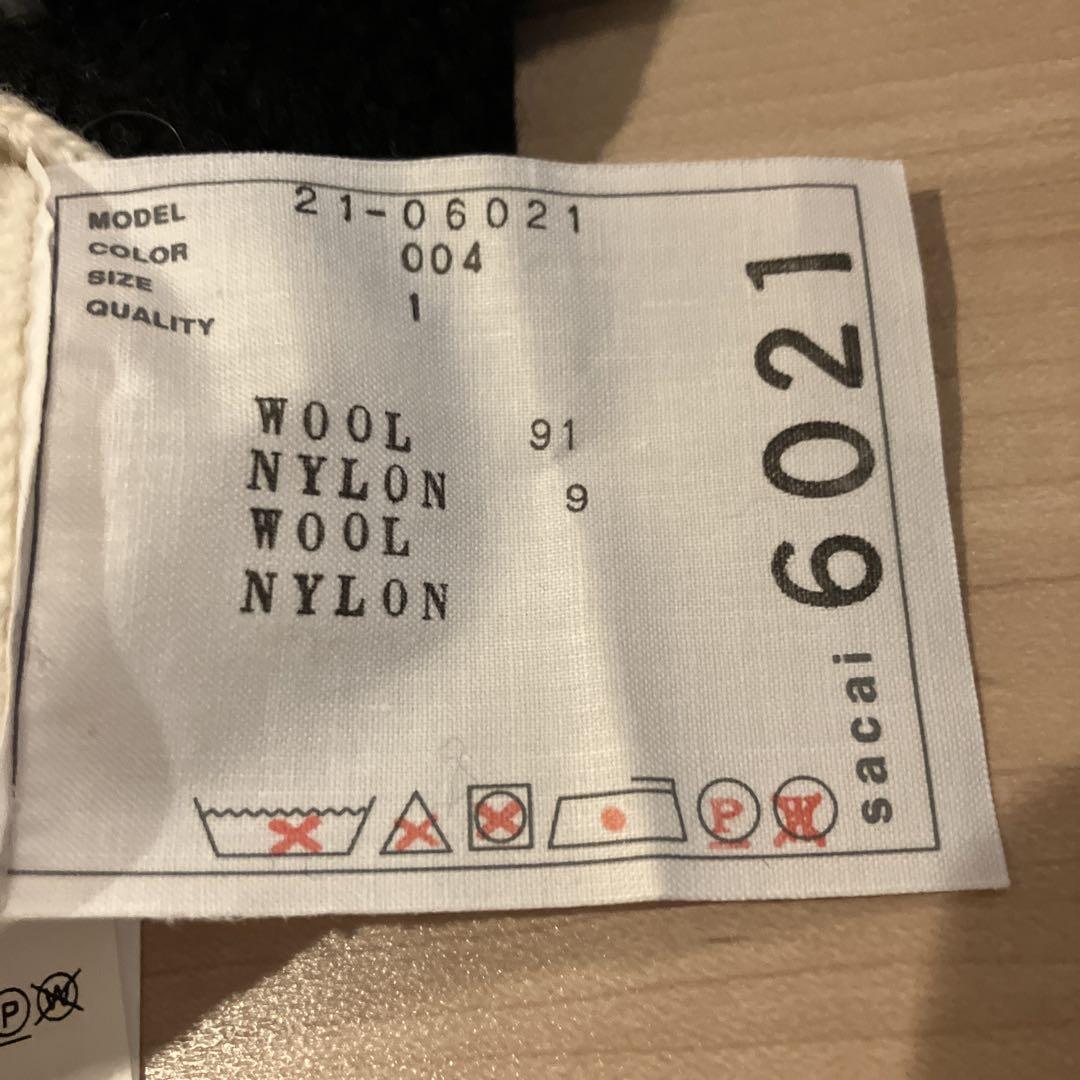 MODEL 21-06021
COLOR 004
SIZE 1
QUALITY
WOOL 91
NYLON 9
WOOL
NYLON
P W
sacai 6021
P W